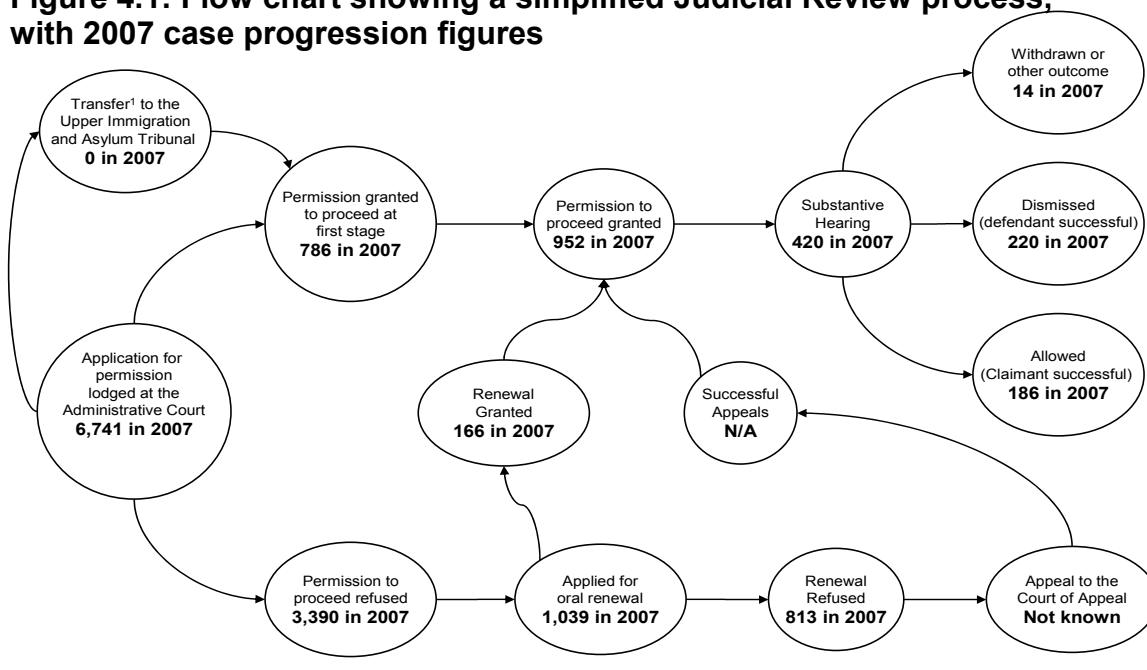 Figure 4.1: Flow chart showing a simplified Judicial Review process,
with 2007 case progression figures
Withdrawn or
other outcome
14 in 2007
Transfer¹ to the
Upper Immigration
and Asylum Tribunal
0 in 2007
Permission granted
to proceed at
first stage
786 in 2007
Permission to
proceed granted
952 in 2007
Substantive
Hearing
420 in 2007
Dismissed
(defendant successful)
220 in 2007
Application for
permission
lodged at the
Administrative Court
6,741 in 2007
Renewal
Granted
166 in 2007
Successful
Appeals
N/A
Allowed
(Claimant successful)
186 in 2007
Permission to
proceed refused
3,390 in 2007
Applied for
oral renewal
1,039 in 2007
Renewal
Refused
813 in 2007
Appeal to the
Court of Appeal
Not known